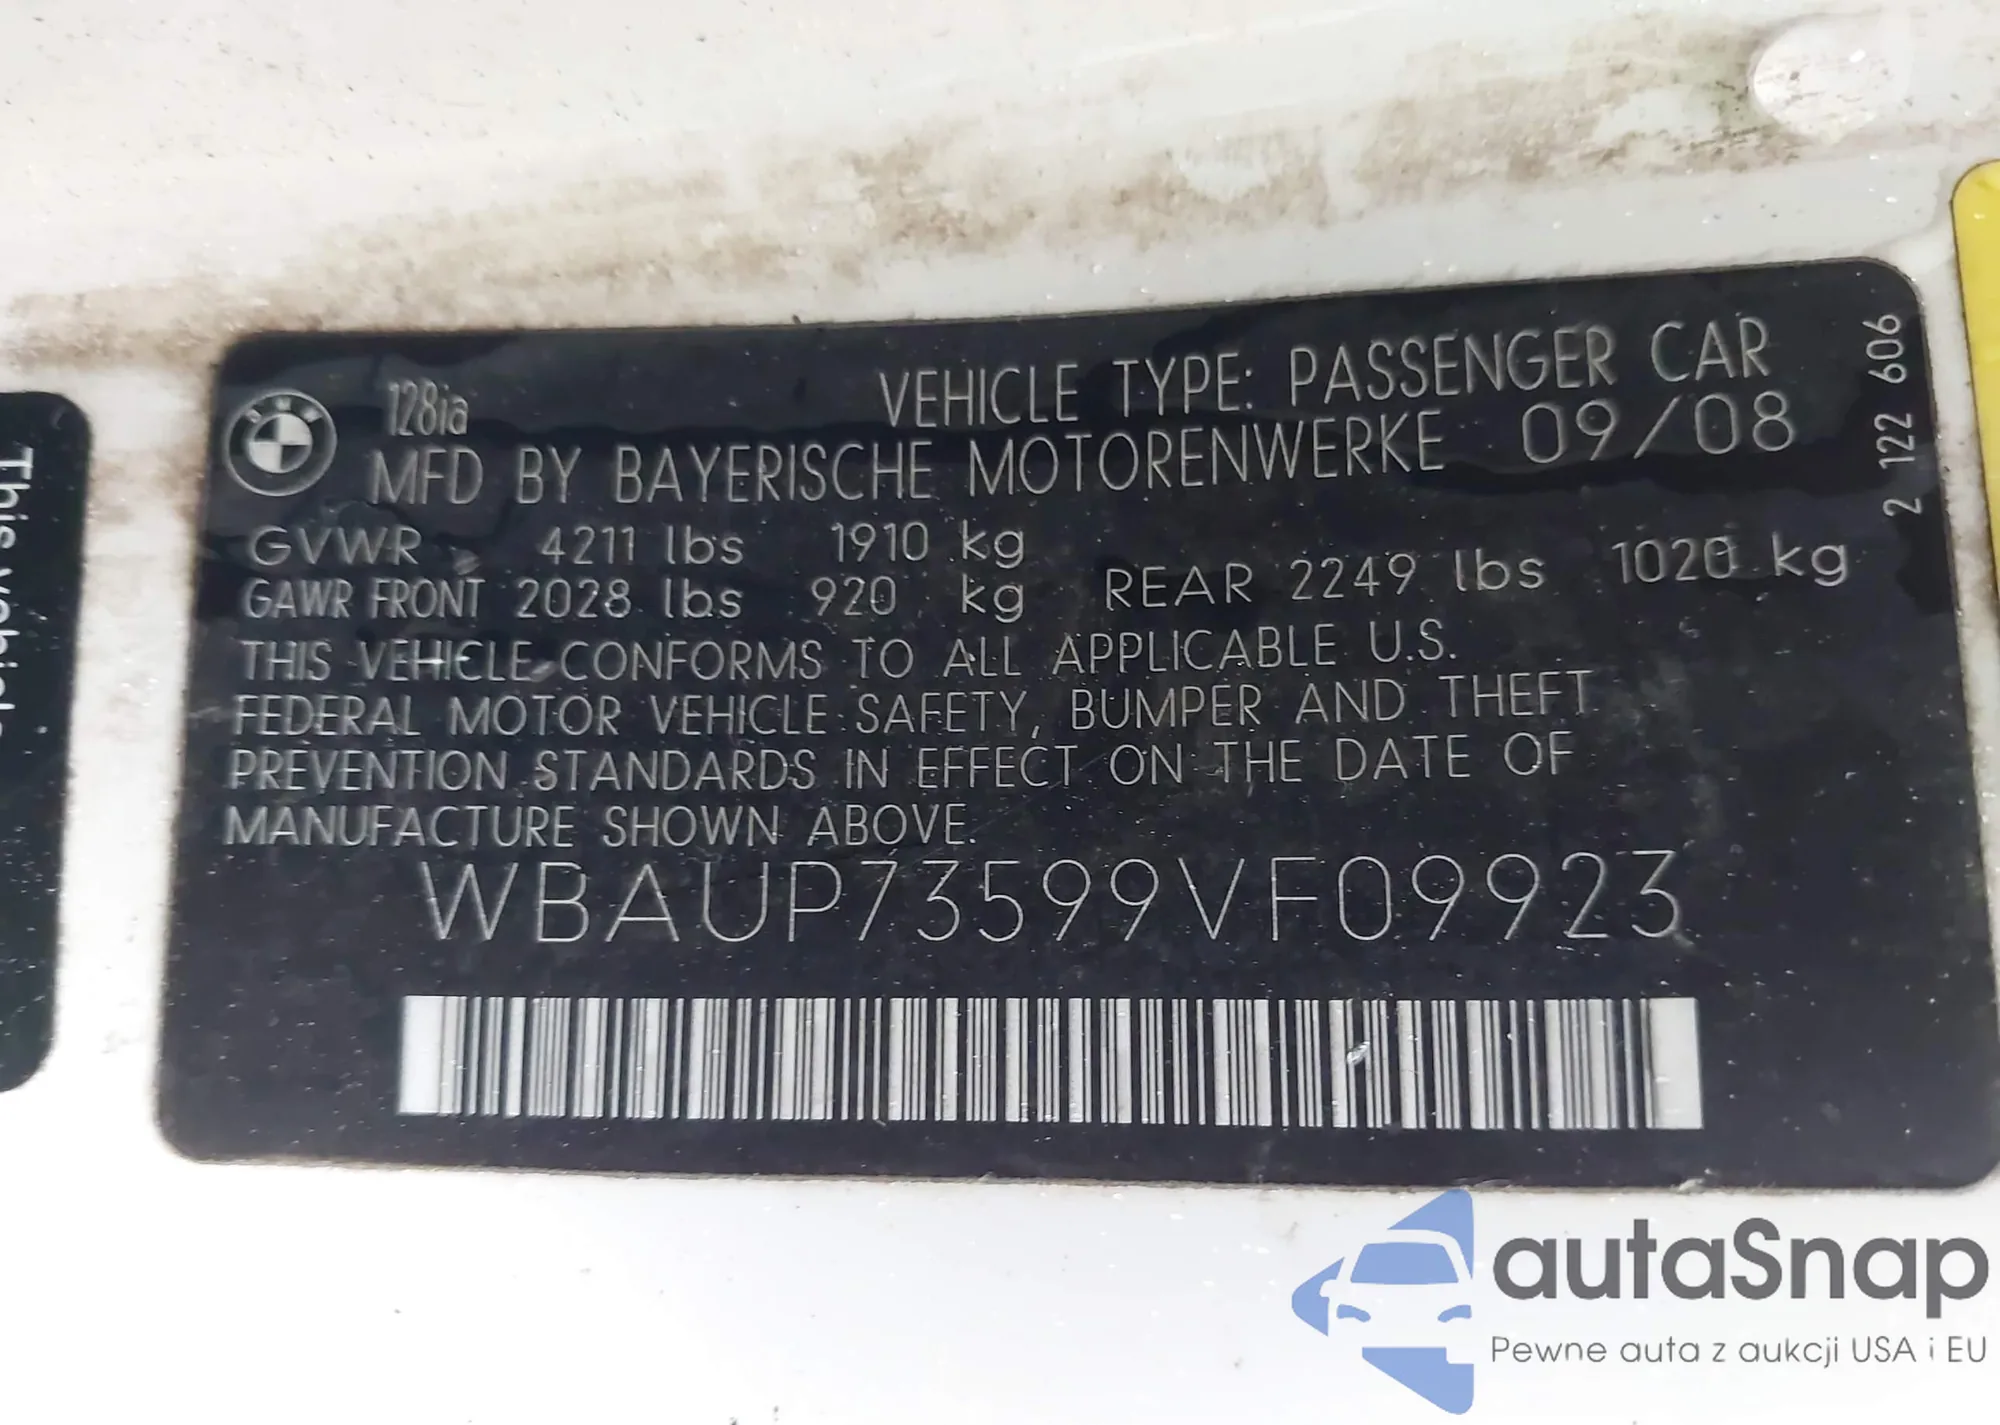 128ia
VEHICLE TYPE: PASSENGER CAR
MFD BY BAYERISCHE MOTORENWERKE 09/08
GVWR 4211 lbs 1910 kg
GAWR FRONT 2028 lbs 920 kg REAR 2249 lbs 1020 kg
THIS VEHICLE CONFORMS TO ALL APPLICABLE U.S.
FEDERAL MOTOR VEHICLE SAFETY, BUMPER AND THEFT
PREVENTION STANDARDS IN EFFECT ON THE DATE OF
MANUFACTURE SHOWN ABOVE.
WBAUP73599VF09923
2 122 606
This vehicle
autaSnap
Pewne auta z aukcji USA i EU